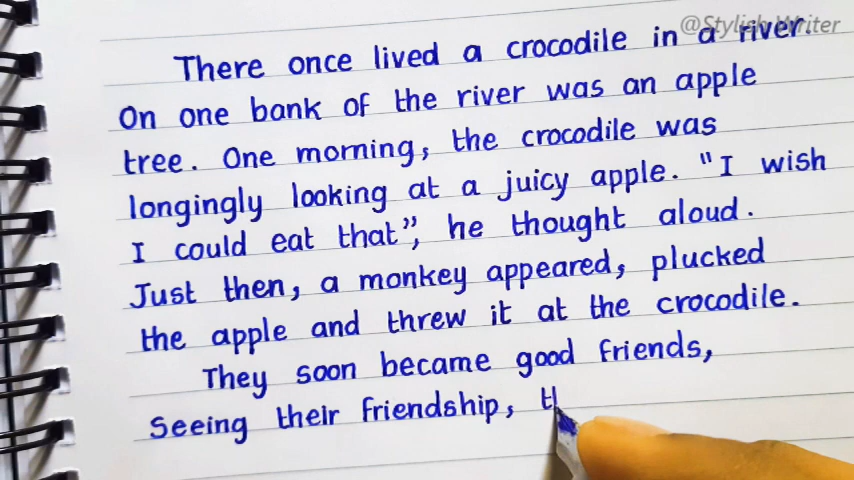 @Stylish Writer
There once lived a crocodile in a river.
On one bank of the river was an apple
tree. One morning, the crocodile was
longingly looking at a juicy apple. "I wish
I could eat that", he thought aloud.
Just then, a monkey appeared, plucked
the apple and threw it at the crocodile.
They soon became good friends,
Seeing their friendship,